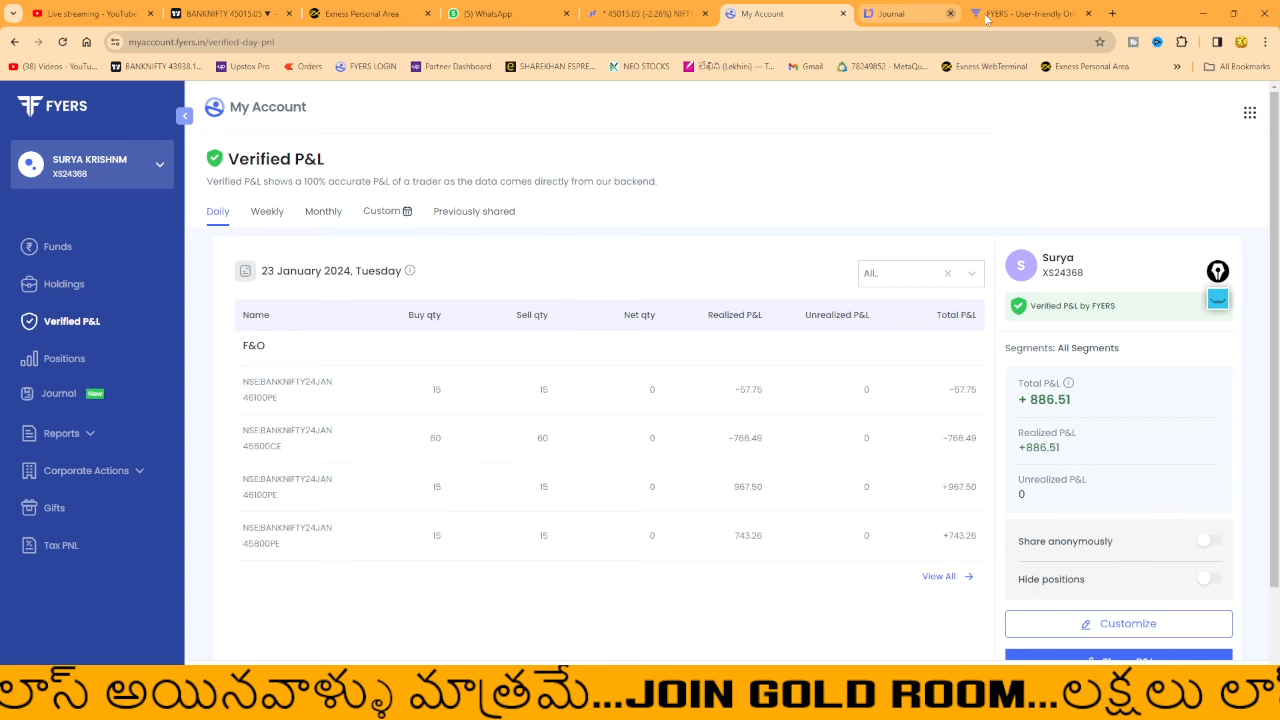 Live streaming - YouTube
BANKNIFTY 45015.05 ▼ -
Exness Personal Area
(5) WhatsApp
* 45015.05 (-2.26%) NIFTY
My Account
Journal
FYERS - User-friendly On
myaccount.fyers.in/verified-day-pnl
(38) Videos - YouTu...
BANKNIFTY 43938.1...
Upstox Pro
Orders
FYERS LOGIN
Partner Dashboard
SHAREKHAN ESPRE...
NEO STOCKS
(Lekhini) — T...
Gmail
78249852 - MetaQu...
Exness WebTerminal
Exness Personal Area
All Bookmarks
FYERS
My Account
SURYA KRISHNM
XS24368
Funds
Holdings
Verified P&L
Positions
Journal New
Reports
Corporate Actions
Gifts
Tax PNL
Verified P&L
Verified P&L shows a 100% accurate P&L of a trader as the data comes directly from our backend.
Daily Weekly Monthly Custom Previously shared
23 January 2024, Tuesday
All..
Name Buy qty Sell qty Net qty Realized P&L Unrealized P&L Total P&L
F&O
NSE:BANKNIFTY24JAN
46100PE
15 15 0 -57.75 0 -57.75
NSE:BANKNIFTY24JAN
45600CE
60 60 0 -766.49 0 -766.49
NSE:BANKNIFTY24JAN
46100PE
15 15 0 967.50 0 +967.50
NSE:BANKNIFTY24JAN
45800PE
15 15 0 743.26 0 +743.26
View All
S
Surya
XS24368
Verified P&L by FYERS
Segments: All Segments
Total P&L
+ 886.51
Realized P&L
+886.51
Unrealized P&L
0
Share anonymously
Hide positions
Customize
లాస్ అయినవాళ్ళు మాత్రమే...JOIN GOLD ROOM...లక్షలు లా